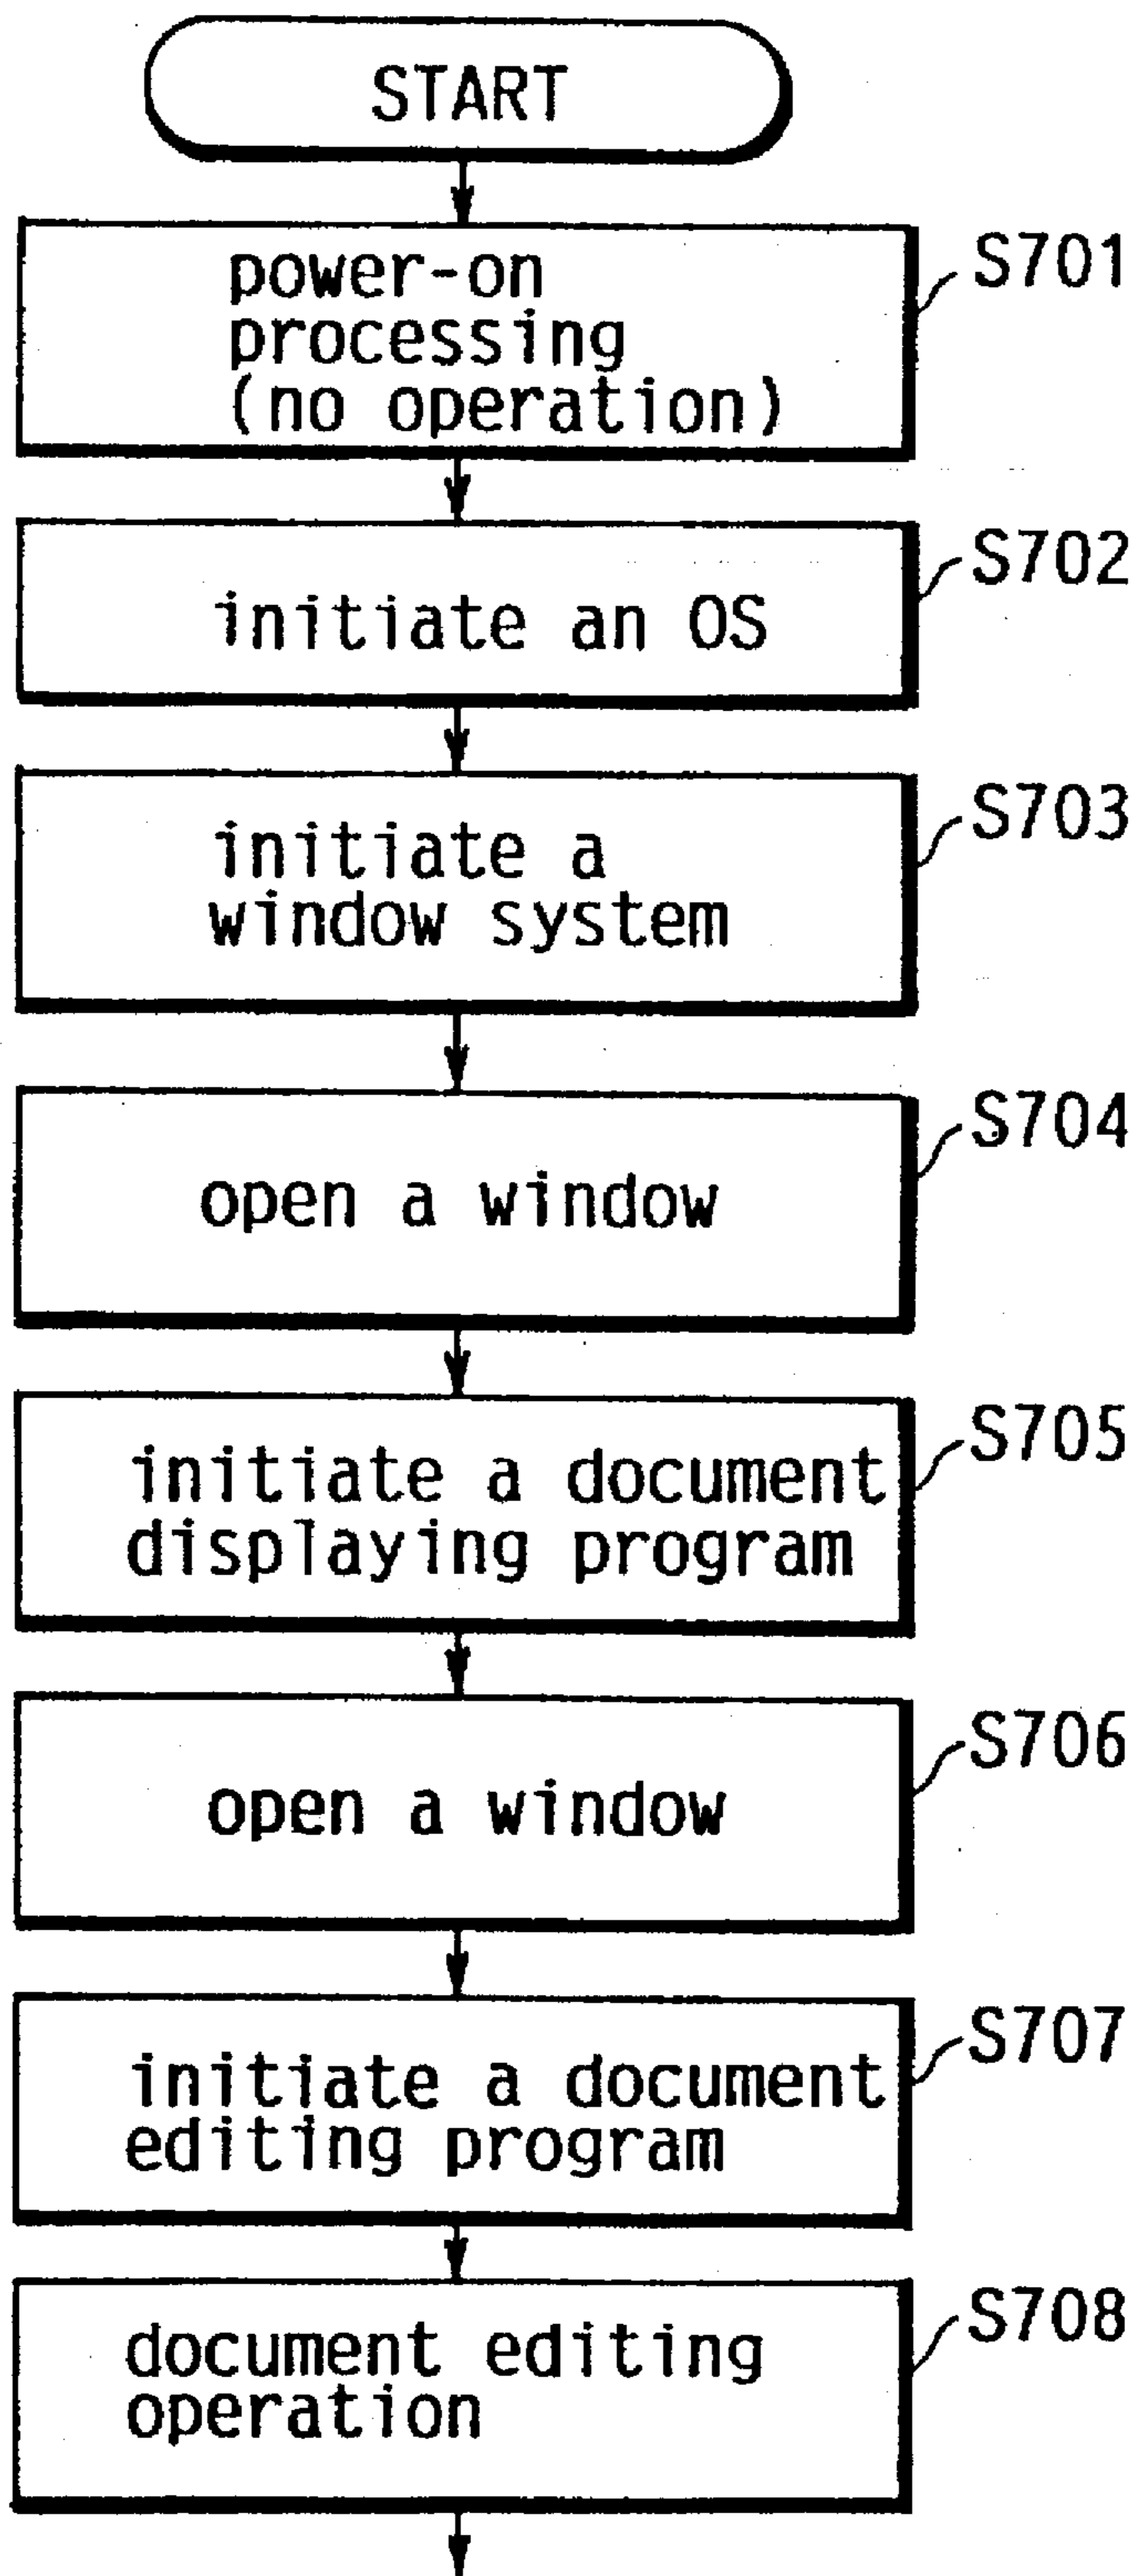 START
power-on
processing
(no operation)
S701
initiate an OS
S702
initiate a
window system
S703
open a window
S704
initiate a document
displaying program
S705
open a window
S706
initiate a document
editing program
S707
document editing
operation
S708